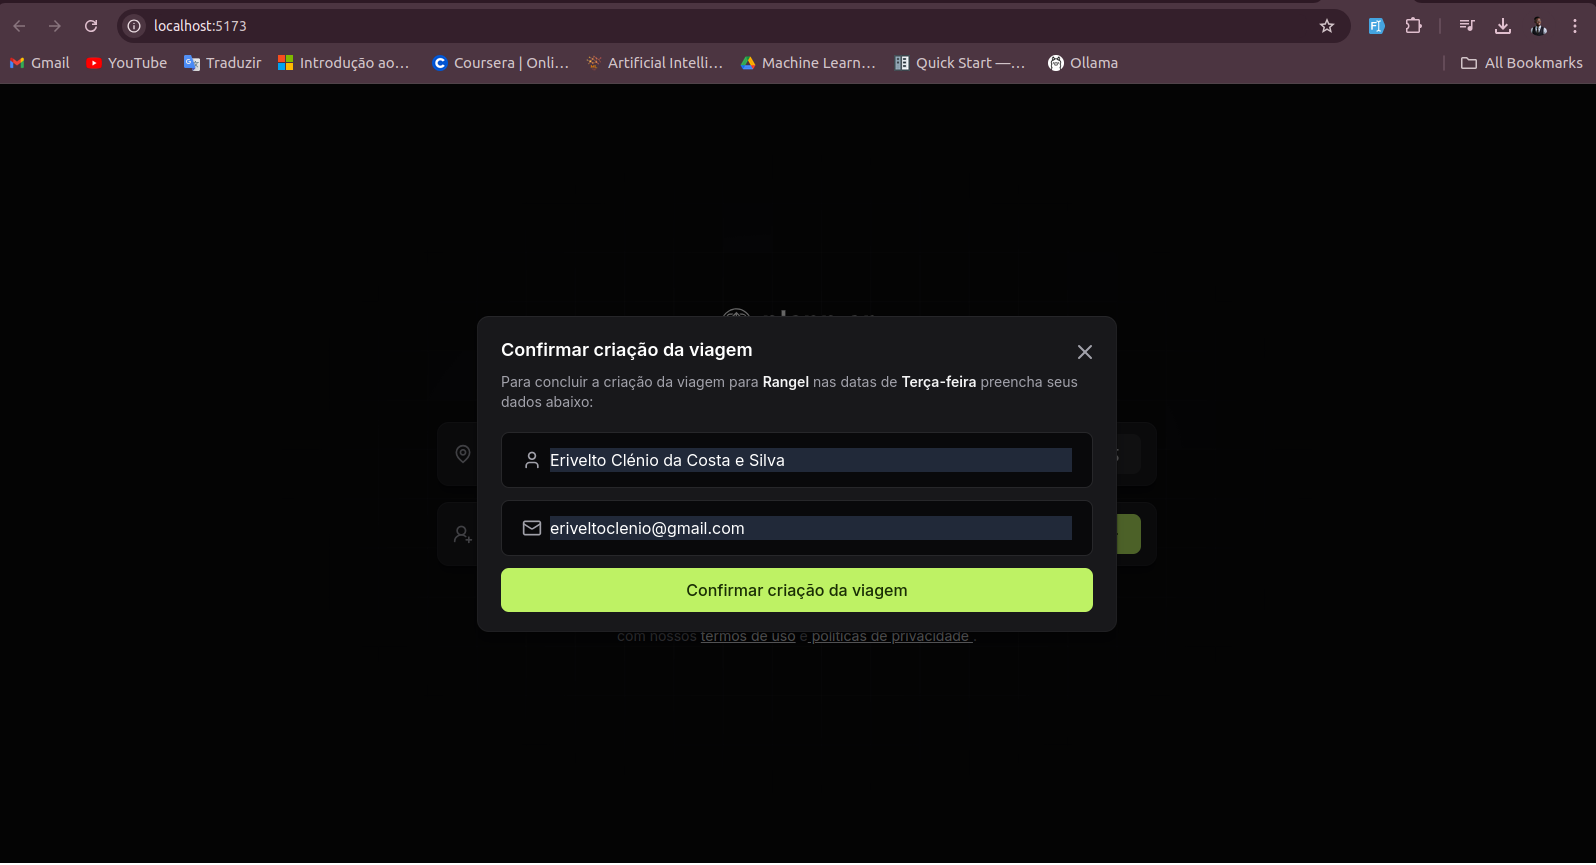 localhost:5173
Gmail
YouTube
Traduzir
Introdução ao...
Coursera | Onli...
Artificial Intelli...
Machine Learn...
Quick Start —...
Ollama
All Bookmarks
Confirmar criação da viagem
Para concluir a criação da viagem para Rangel nas datas de Terça-feira preencha seus
dados abaixo:
Erivelto Clénio da Costa e Silva
eriveltoclenio@gmail.com
Confirmar criação da viagem
com nossos termos de uso e políticas de privacidade .